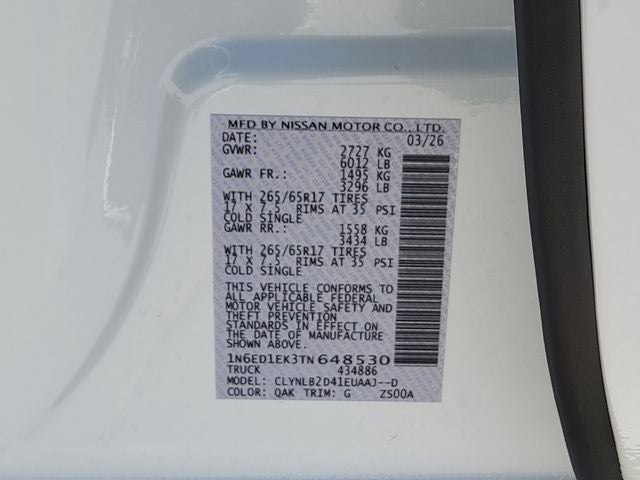 MFD BY NISSAN MOTOR CO., LTD.
DATE: 03/26
GVWR: 2727 KG
6012 LB
GAWR FR.: 1495 KG
3296 LB
WITH 265/65R17 TIRES
17 X 7.5 RIMS AT 35 PSI
COLD SINGLE
GAWR RR.: 1558 KG
3434 LB
WITH 265/65R17 TIRES
17 X 7.5 RIMS AT 35 PSI
COLD SINGLE
THIS VEHICLE CONFORMS TO
ALL APPLICABLE FEDERAL
MOTOR VEHICLE SAFETY AND
THEFT PREVENTION
STANDARDS IN EFFECT ON
THE DATE OF MANUFACTURE
SHOWN ABOVE.
1N6ED1EK3TN648530
TRUCK 434886
MODEL: CLYNLB2D41EUAAJ--D
COLOR: QAK TRIM: G ZS00A